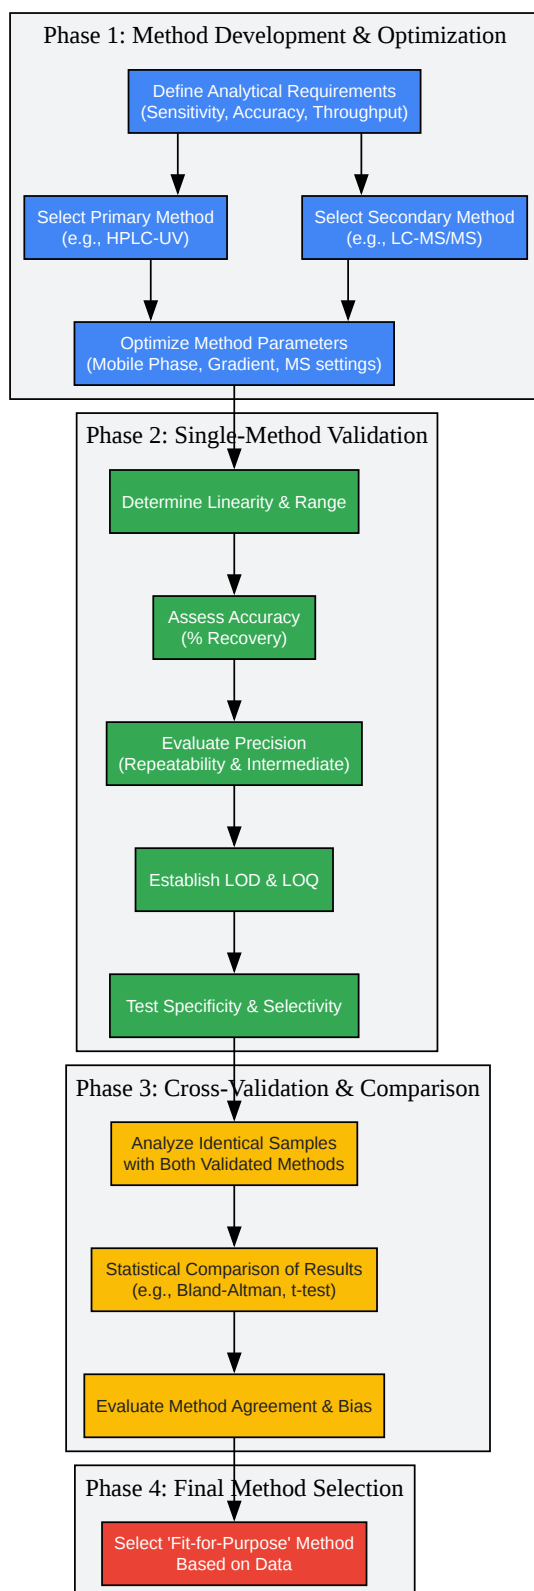 Phase 1: Method Development & Optimization
Define Analytical Requirements
(Sensitivity, Accuracy, Throughput)
Select Primary Method
(e.g., HPLC-UV)
Select Secondary Method
(e.g., LC-MS/MS)
Optimize Method Parameters
(Mobile Phase, Gradient, MS settings)
Phase 2: Single-Method Validation
Determine Linearity & Range
Assess Accuracy
(% Recovery)
Evaluate Precision
(Repeatability & Intermediate)
Establish LOD & LOQ
Test Specificity & Selectivity
Phase 3: Cross-Validation & Comparison
Analyze Identical Samples
with Both Validated Methods
Statistical Comparison of Results
(e.g., Bland-Altman, t-test)
Evaluate Method Agreement & Bias
Phase 4: Final Method Selection
Select 'Fit-for-Purpose' Method
Based on Data